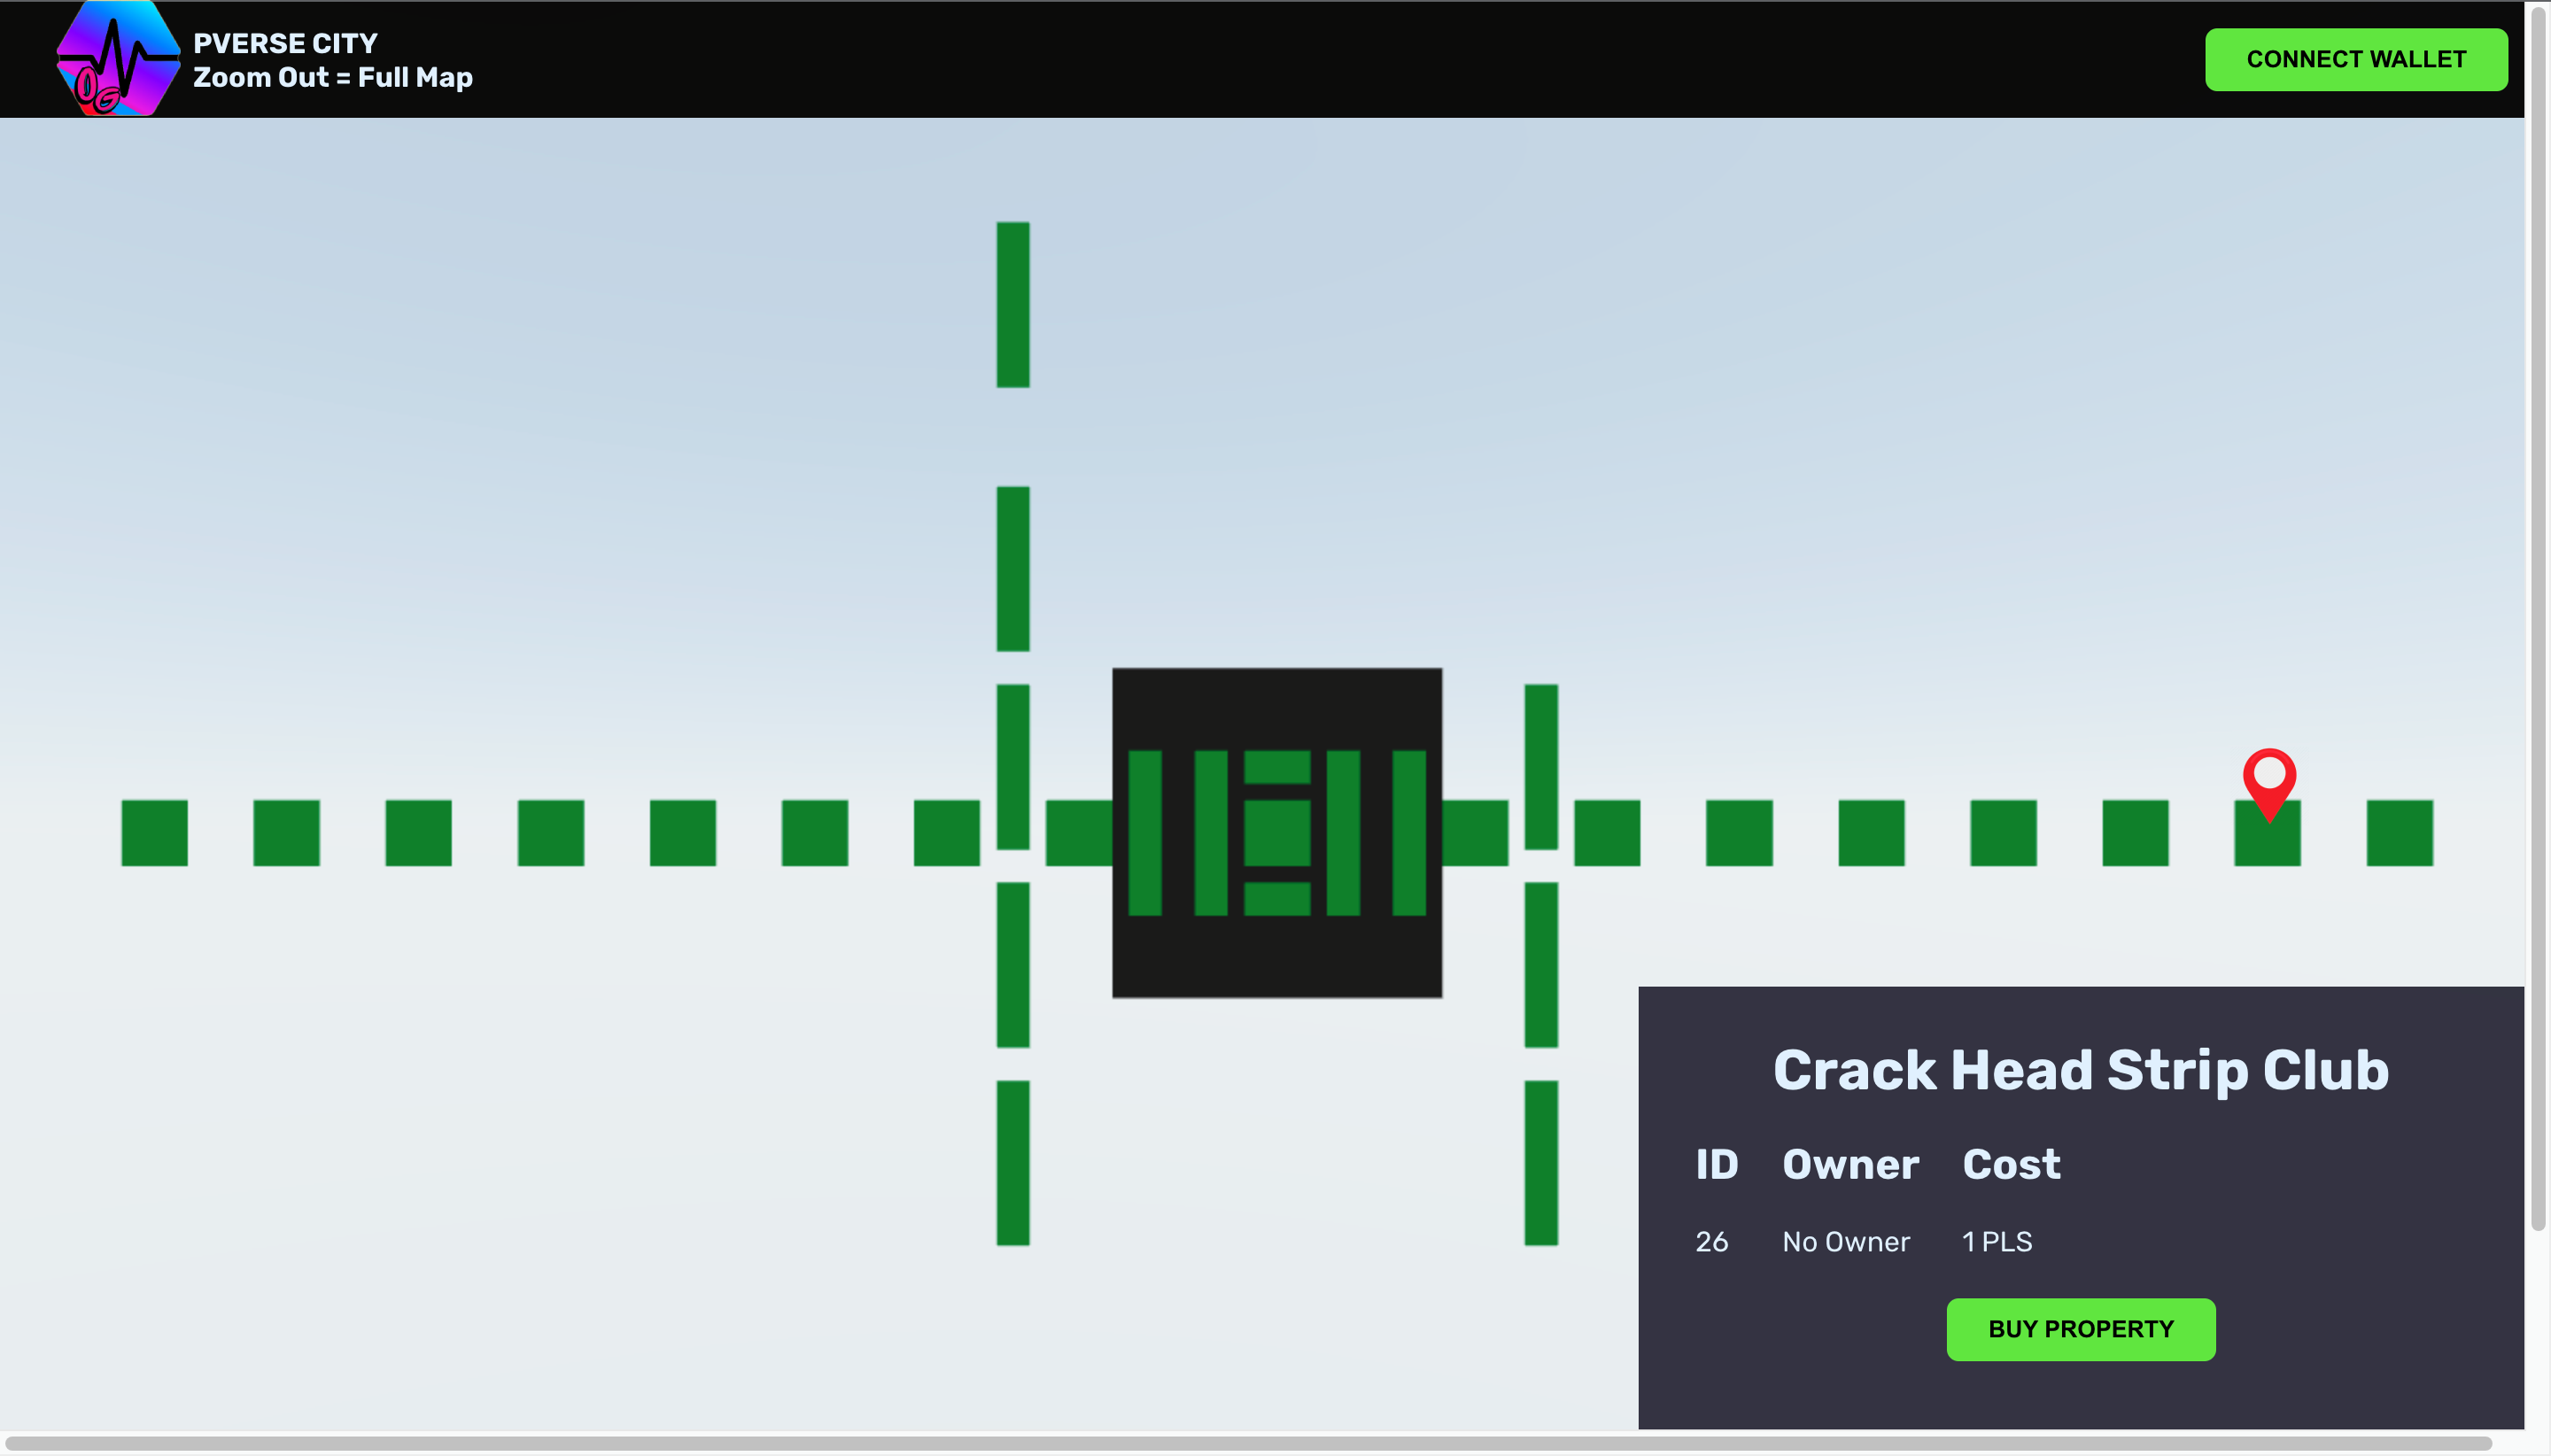 PVERSE CITY
Zoom Out = Full Map
CONNECT WALLET
OG
Crack Head Strip Club
ID Owner Cost
26 No Owner 1 PLS
BUY PROPERTY